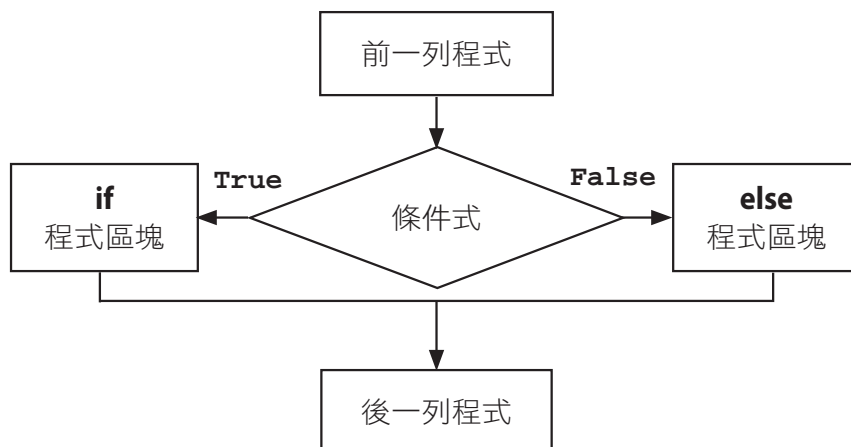 前一列程式
True
False
if
程式區塊
條件式
else
程式區塊
後一列程式